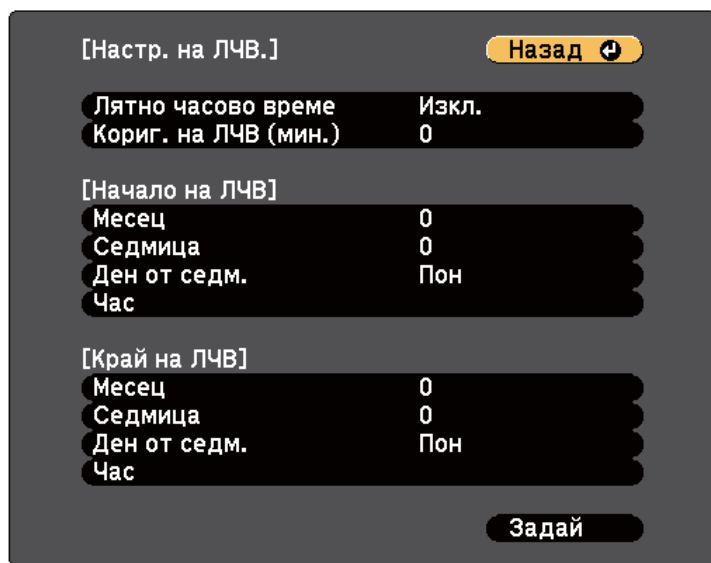 [Настр. на ЛЧВ.] Назад
Лятно часово време Изкл.
Кориг. на ЛЧВ (мин.) 0
[Начало на ЛЧВ]
Месец 0
Седмица 0
Ден от седм. Пон
Час
[Край на ЛЧВ]
Месец 0
Седмица 0
Ден от седм. Пон
Час
Задай